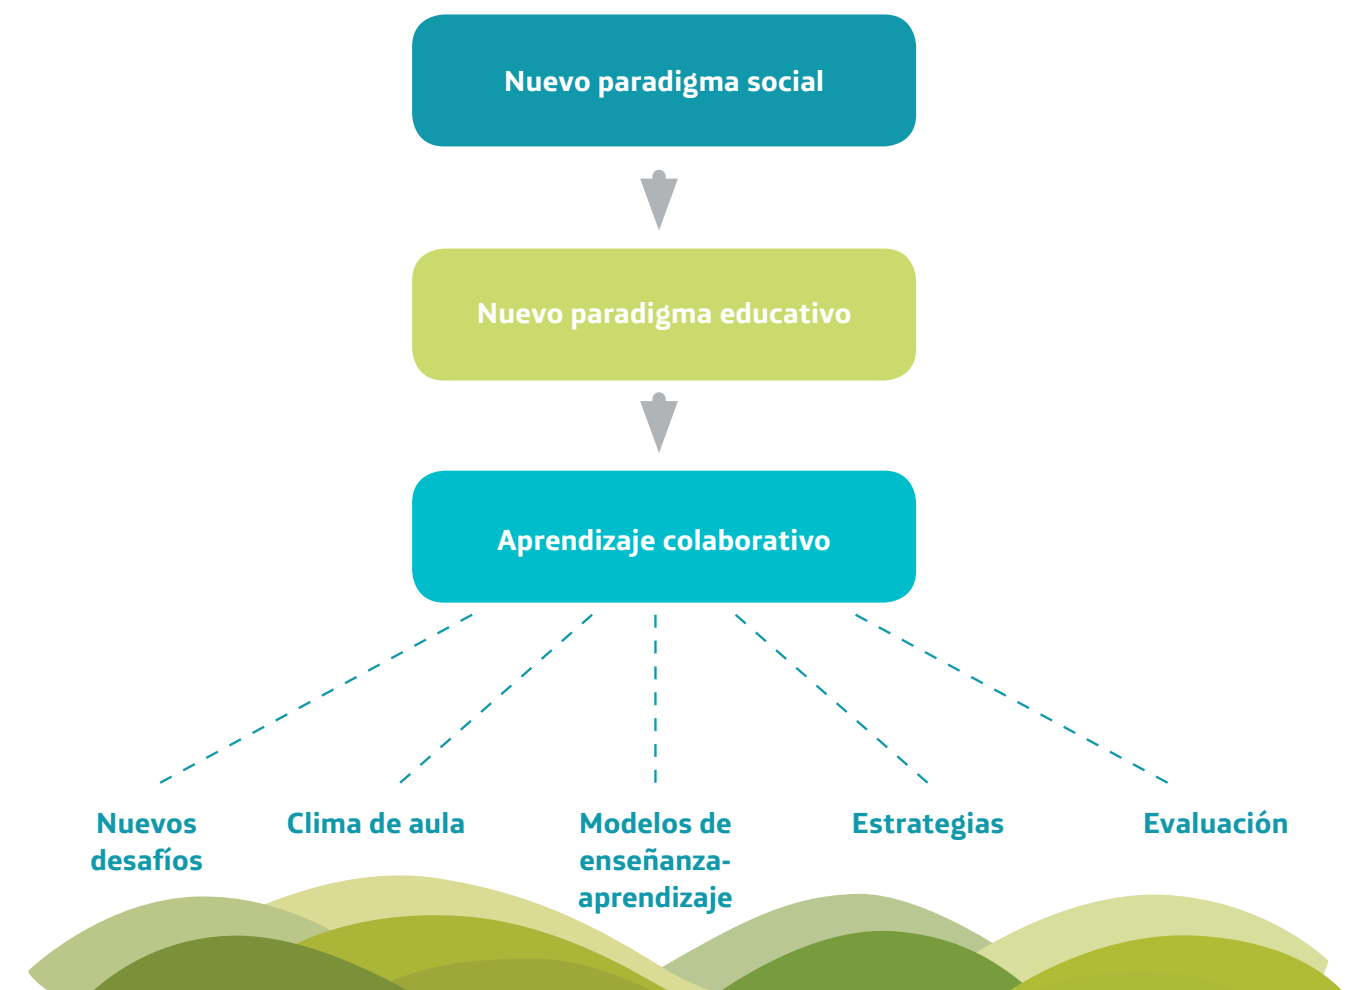 Nuevo paradigma social
Nuevo paradigma educativo
Aprendizaje colaborativo
Nuevos
desafíos
Clima de aula
Modelos de
enseñanza-
aprendizaje
Estrategias
Evaluación